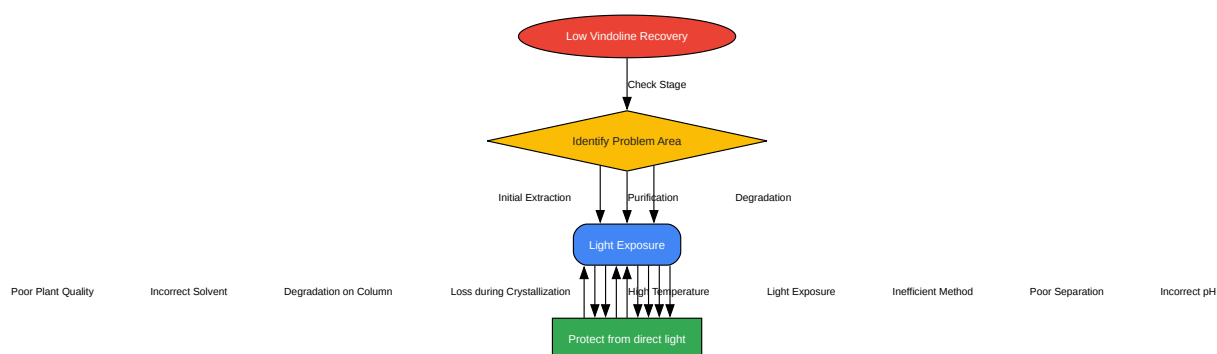 Low Vindoline Recovery
Check Stage
Identify Problem Area
Initial Extraction
Purification
Degradation
Light Exposure
Poor Plant Quality
Incorrect Solvent
Degradation on Column
Loss during Crystallization
High Temperature
Light Exposure
Inefficient Method
Poor Separation
Incorrect pH
Protect from direct light